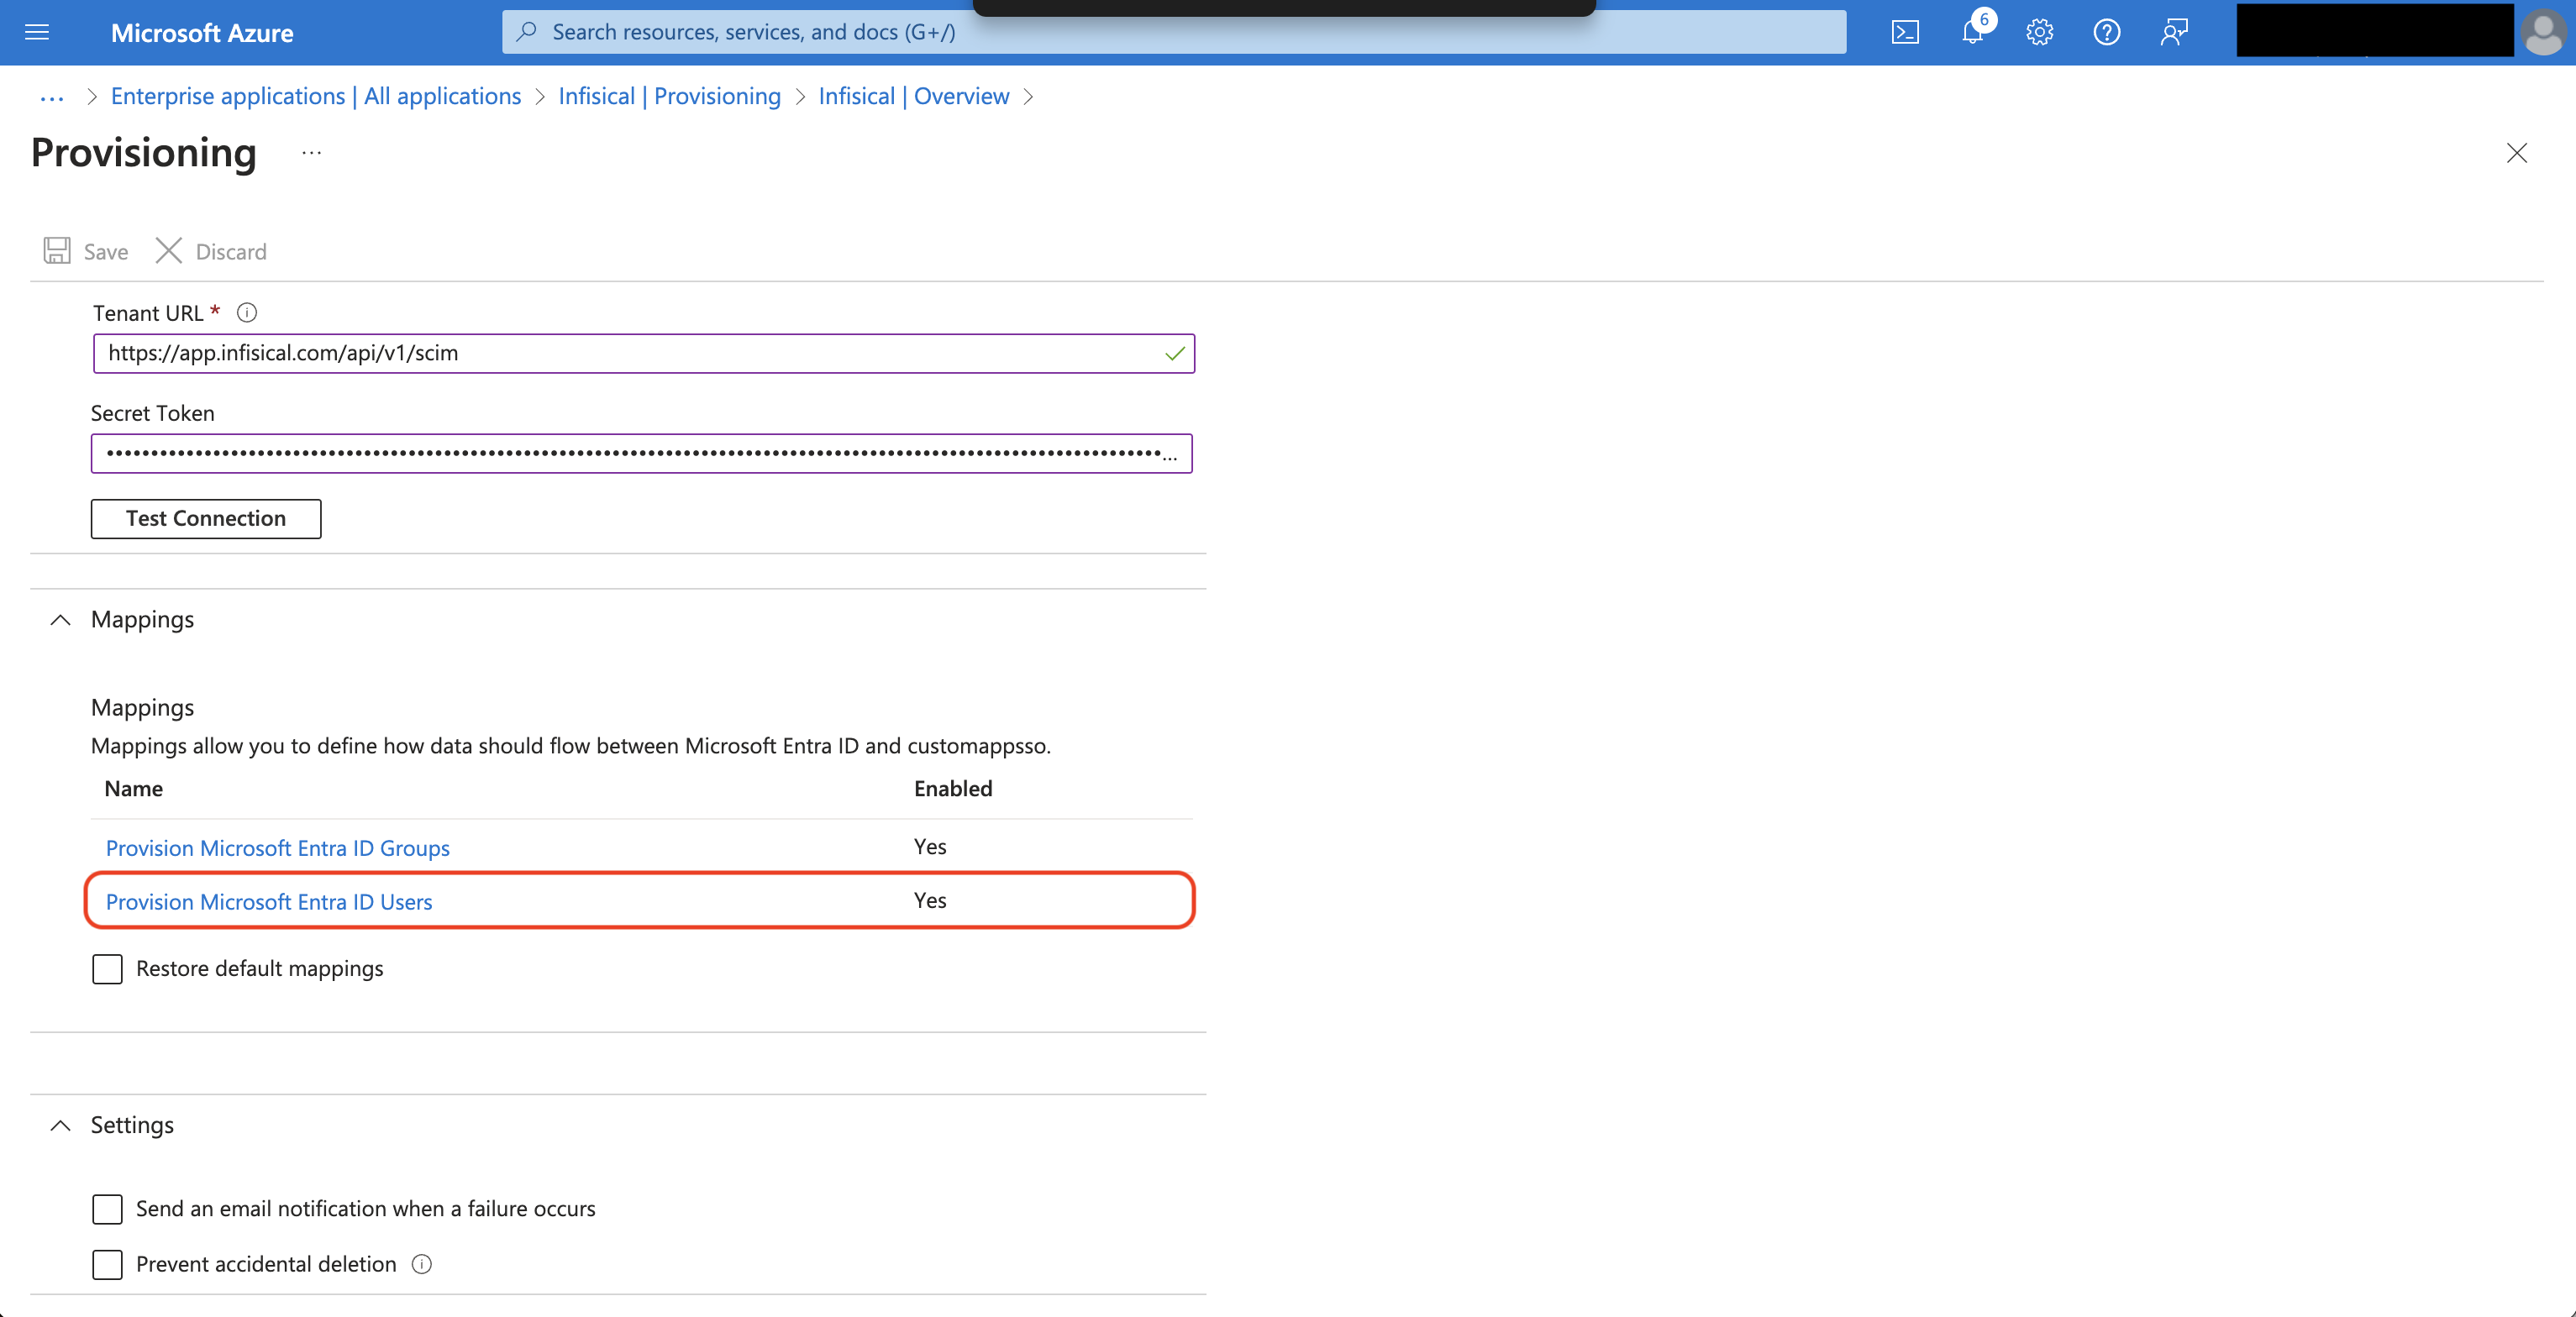 Microsoft Azure
Search resources, services, and docs (G+/)
6
... > Enterprise applications | All applications > Infisical | Provisioning > Infisical | Overview >
Provisioning ...
Save Discard
Tenant URL *
https://app.infisical.com/api/v1/scim
Secret Token
Test Connection
Mappings
Mappings
Mappings allow you to define how data should flow between Microsoft Entra ID and customappsso.
Name Enabled
Provision Microsoft Entra ID Groups Yes
Provision Microsoft Entra ID Users Yes
Restore default mappings
Settings
Send an email notification when a failure occurs
Prevent accidental deletion